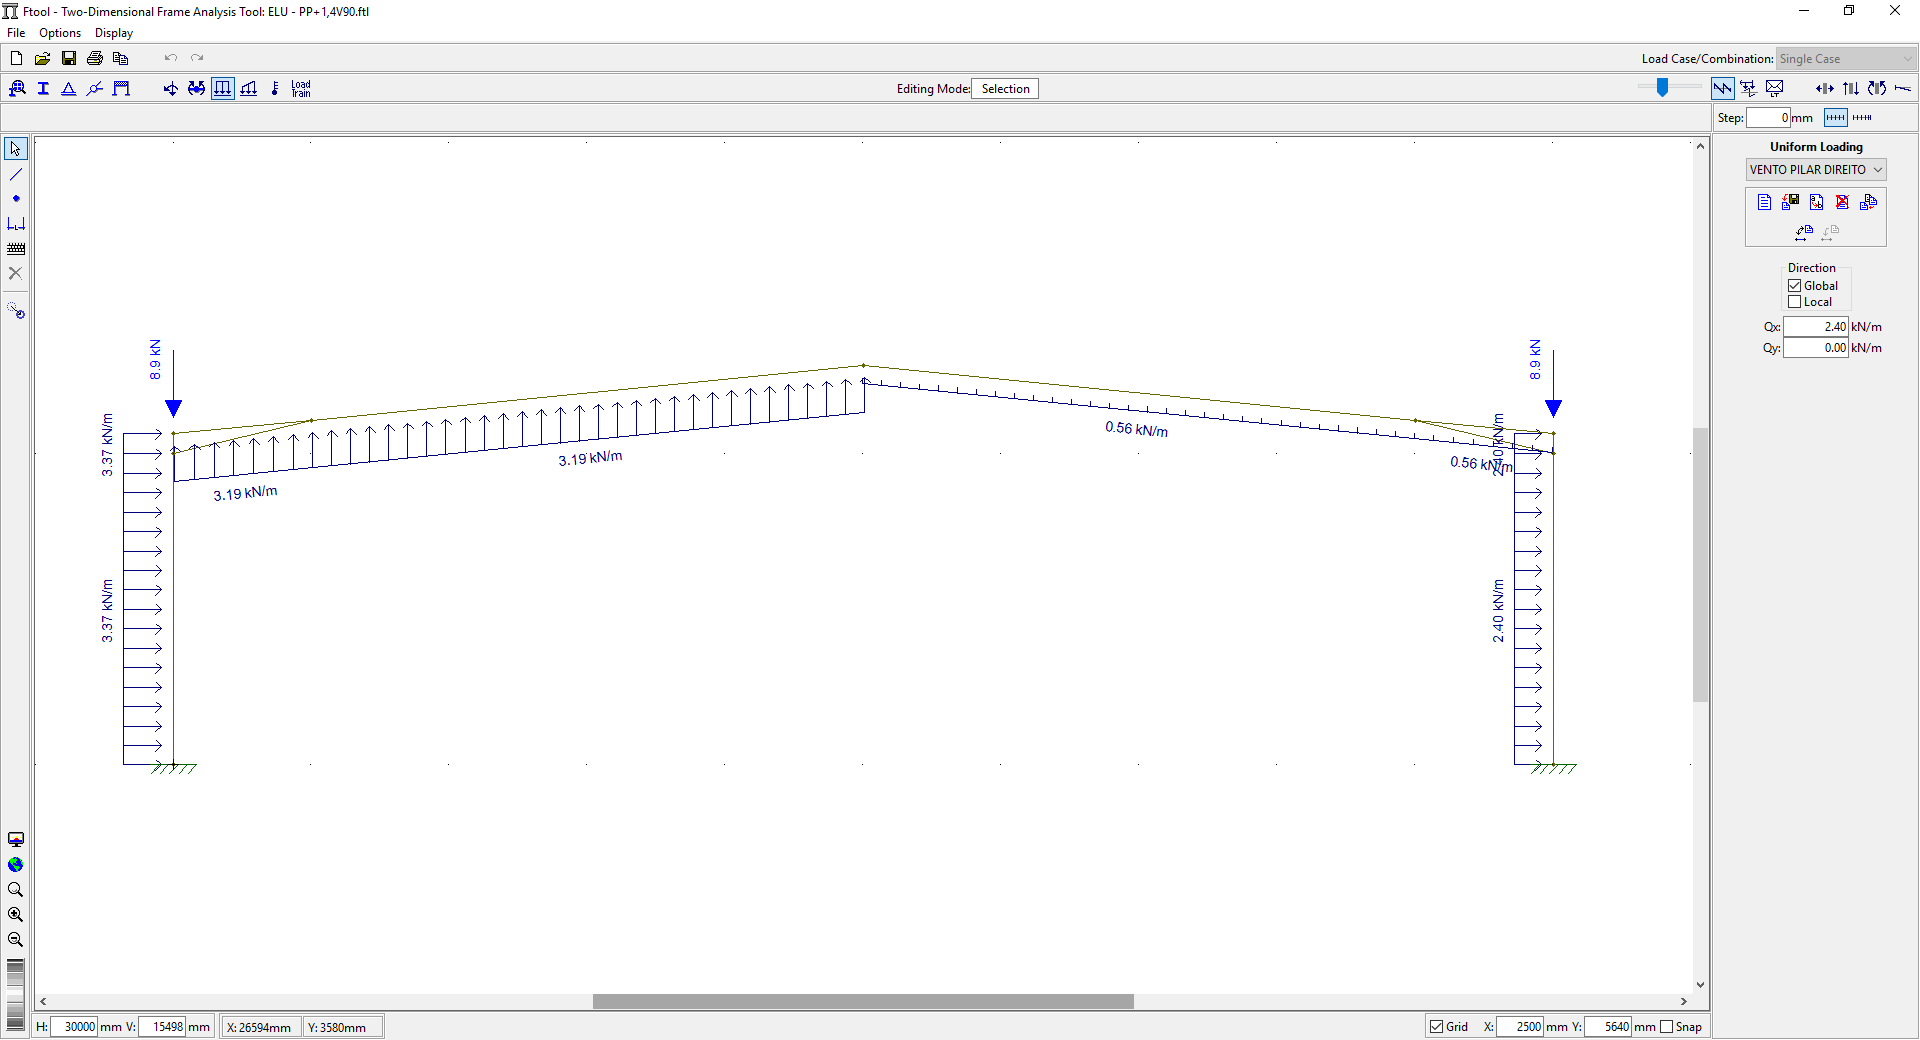 Ftool - Two-Dimensional Frame Analysis Tool: ELU - PP+1,4V90.ftl
File Options Display
Load Case/Combination: Single Case
Load Train
Editing Mode: Selection
Step: 0 mm
Uniform Loading
VENTO PILAR DIREITO
Direction
Global
Local
Qx: 2.40 kN/m
Qy: 0.00 kN/m
8.9 kN
8.9 kN
3.37 kN/m
3.19 kN/m
3.19 kN/m
0.56 kN/m
0.56 kN/m
2.40 kN/m
3.37 kN/m
2.40 kN/m
H: 30000 mm V: 15498 mm X: 26594mm Y: 3580mm
Grid X: 2500 mm Y: 5640 mm Snap